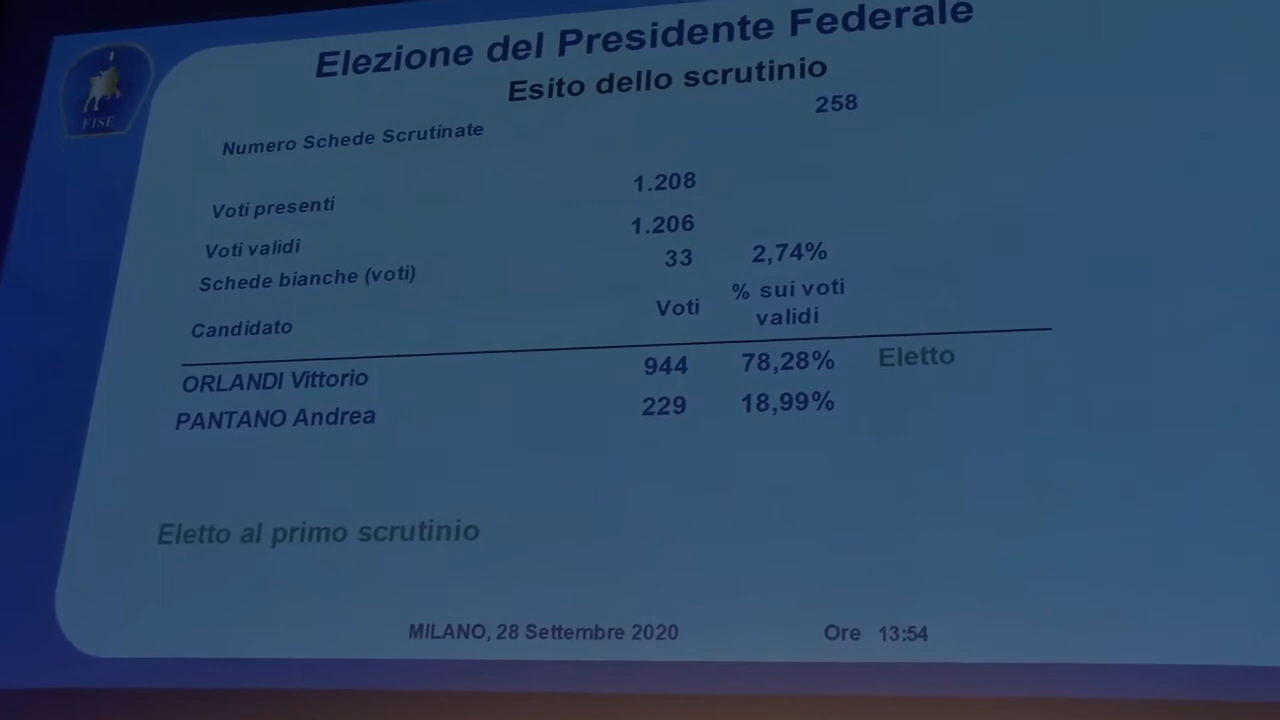 Elezione del Presidente Federale
Esito dello scrutinio
FISE
Numero Schede Scrutinate 258
Voti presenti 1.208
Voti validi 1.206
Schede bianche (voti) 33 2,74%
Candidato Voti % sui voti validi
ORLANDI Vittorio 944 78,28% Eletto
PANTANO Andrea 229 18,99%
Eletto al primo scrutinio
MILANO, 28 Settembre 2020 Ore 13:54